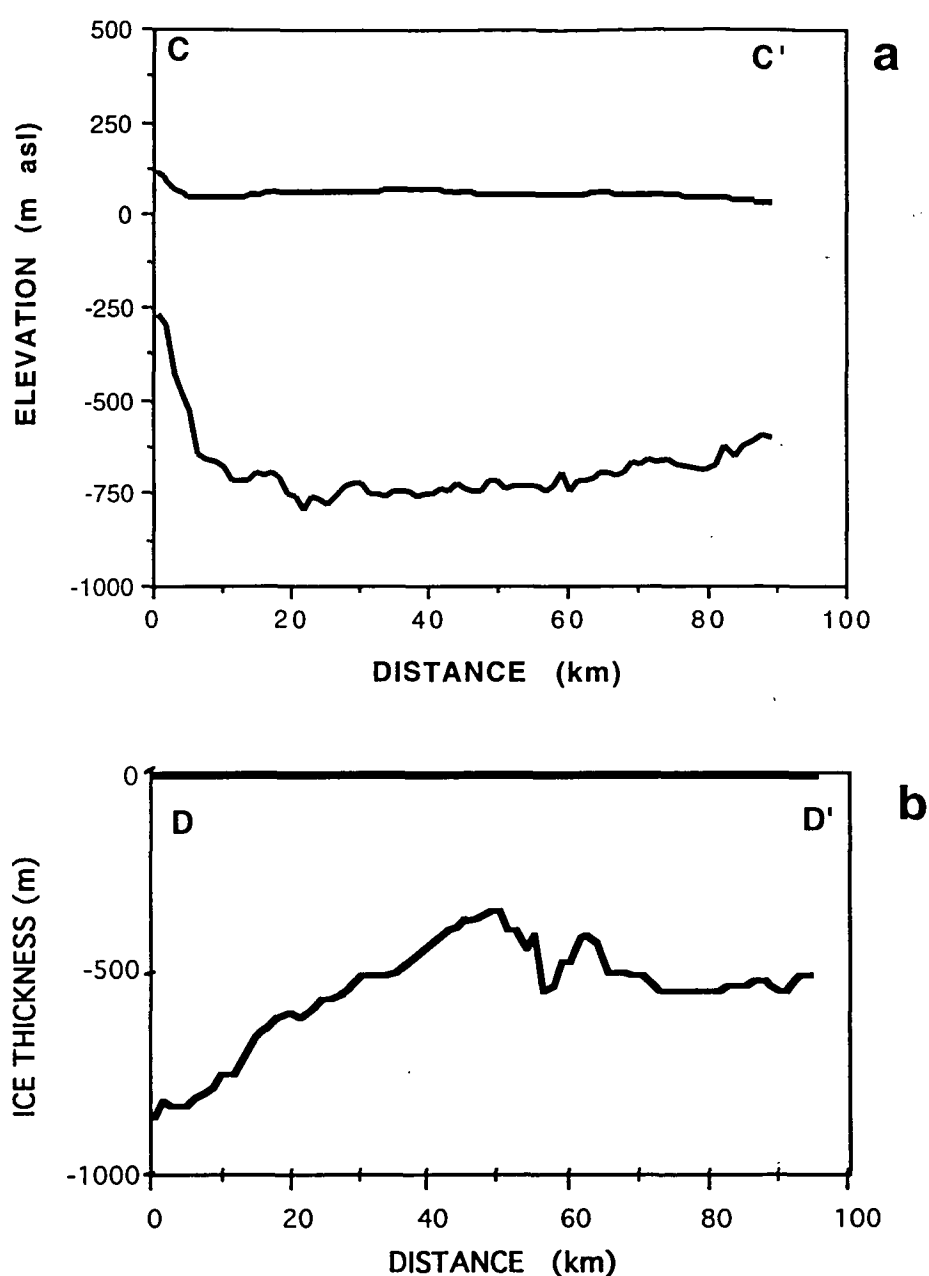 500
250
0
-250
-500
-750
-1000
ELEVATION (m asl)
C
C'
a
0 20 40 60 80 100
DISTANCE (km)
0
-500
-1000
ICE THICKNESS (m)
D
D'
b
0 20 40 60 80 100
DISTANCE (km)